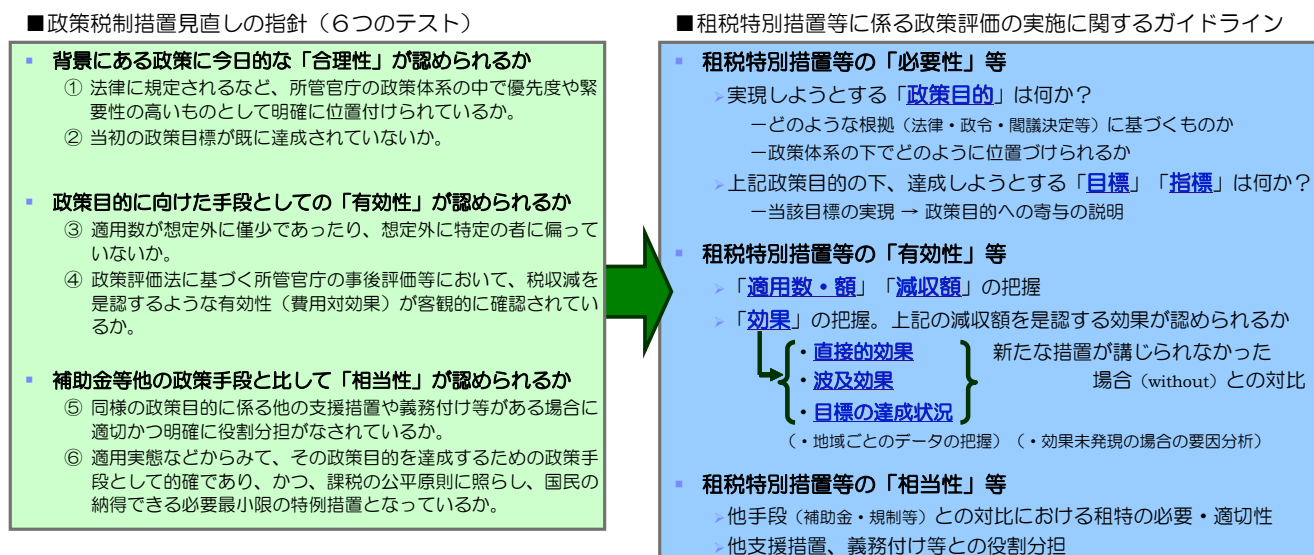 ■政策税制措置見直しの指針（６つのテスト）
▪ 背景にある政策に今日的な「合理性」が認められるか
① 法律に規定されるなど、所管官庁の政策体系の中で優先度や緊
要性の高いものとして明確に位置付けられているか。
② 当初の政策目標が既に達成されていないか。
▪ 政策目的に向けた手段としての「有効性」が認められるか
③ 適用数が想定外に僅少であったり、想定外に特定の者に偏って
いないか。
④ 政策評価法に基づく所管官庁の事後評価等において、税収減を
是認するような有効性（費用対効果）が客観的に確認されてい
るか。
▪ 補助金等他の政策手段と比して「相当性」が認められるか
⑤ 同様の政策目的に係る他の支援措置や義務付け等がある場合に
適切かつ明確に役割分担がなされているか。
⑥ 適用実態などからみて、その政策目的を達成するための政策手
段として的確であり、かつ、課税の公平原則に照らし、国民の
納得できる必要最小限の特例措置となっているか。
■租税特別措置等に係る政策評価の実施に関するガイドライン
▪ 租税特別措置等の「必要性」等
➢実現しようとする「政策目的」は何か？
－どのような根拠（法律・政令・閣議決定等）に基づくものか
－政策体系の下でどのように位置づけられるか
➢上記政策目的の下、達成しようとする「目標」「指標」は何か？
－当該目標の実現 → 政策目的への寄与の説明
▪ 租税特別措置等の「有効性」等
➢「適用数・額」「減収額」の把握
➢「効果」の把握。上記の減収額を是認する効果が認められるか
・直接的効果
・波及効果
・目標の達成状況
新たな措置が講じられなかった
場合（without）との対比
（・地域ごとのデータの把握）（・効果未発現の場合の要因分析）
▪ 租税特別措置等の「相当性」等
➢他手段（補助金・規制等）との対比における租特の必要・適切性
➢他支援措置、義務付け等との役割分担